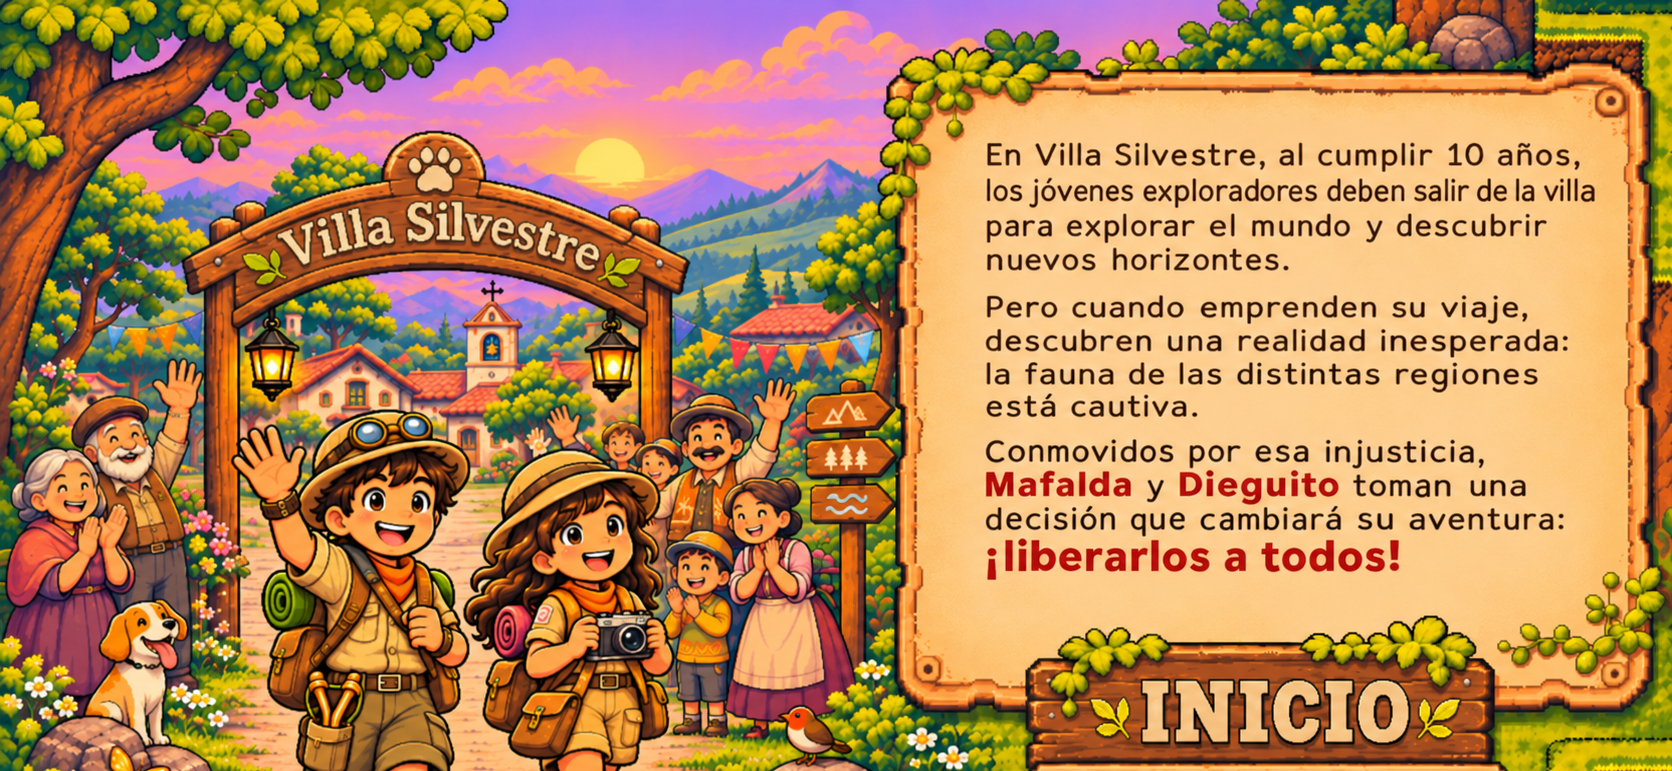 Villa Silvestre
En Villa Silvestre, al cumplir 10 años,
los jóvenes exploradores deben salir de la villa
para explorar el mundo y descubrir
nuevos horizontes.
Pero cuando emprenden su viaje,
descubren una realidad inesperada:
la fauna de las distintas regiones
está cautiva.
Conmovidos por esa injusticia,
Mafalda y Dieguito toman una
decisión que cambiará su aventura:
¡liberarlos a todos!
INICIO